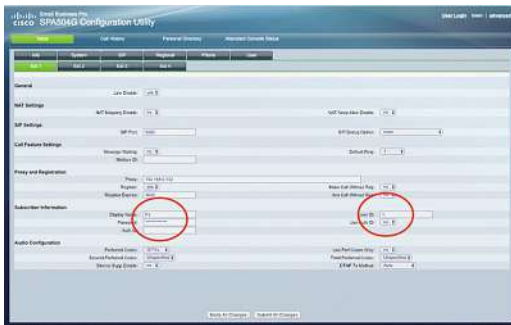 Small Business Pro
cisco SPA504G Configuration Utility
User Login basic | advanced
Voice Call History Personal Directory Attendant Console Status
Info System SIP Regional Phone User
Ext 1 Ext 2 Ext 3 Ext 4
General
Line Enable: yes
NAT Settings
NAT Mapping Enable: NAT Keep Alive Enable:
SIP Settings
SIP Port: SIP Debug Option:
Call Feature Settings
Message Waiting: no Default Ring: 1
Mailbox ID:
Proxy and Registration
Proxy:
Register: yes Make Call Without Reg: no
Register Expires: Ans Call Without Reg: no
Subscriber Information
Display Name: User ID:
Password: Use Auth ID: no
Auth ID:
Audio Configuration
Preferred Codec: Use Pref Codec Only: no
Second Preferred Codec: Unspecified Third Preferred Codec: Unspecified
Silence Supp Enable: no DTMF Tx Method: Auto
Undo All Changes Submit All Changes